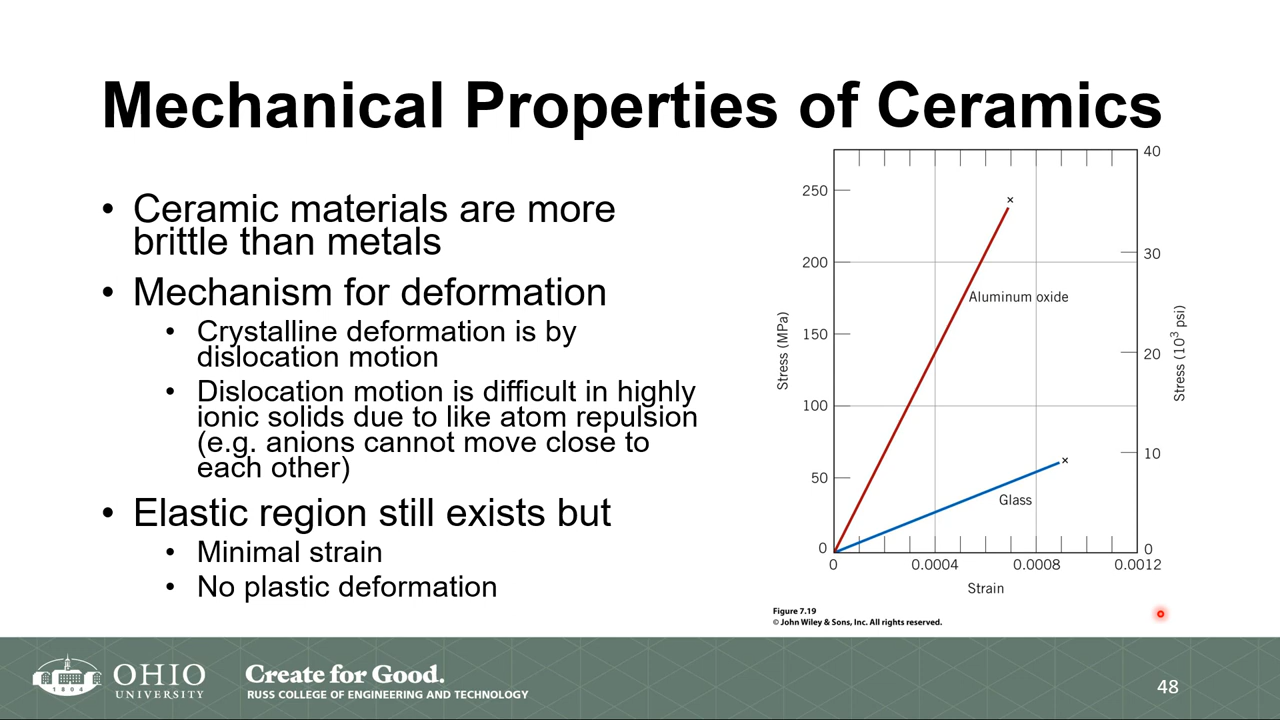 Mechanical Properties of Ceramics
• Ceramic materials are more
brittle than metals
• Mechanism for deformation
• Crystalline deformation is by
dislocation motion
• Dislocation motion is difficult in highly
ionic solids due to like atom repulsion
(e.g. anions cannot move close to
each other)
• Elastic region still exists but
• Minimal strain
• No plastic deformation
Stress (MPa)
250
200
150
100
50
0
0
0.0004
0.0008
0.0012
Strain
Aluminum oxide
Glass
40
30
20
10
0
Stress (10³ psi)
Figure 7.19
© John Wiley & Sons, Inc. All rights reserved.
1804
OHIO
UNIVERSITY
Create for Good.
RUSS COLLEGE OF ENGINEERING AND TECHNOLOGY
48